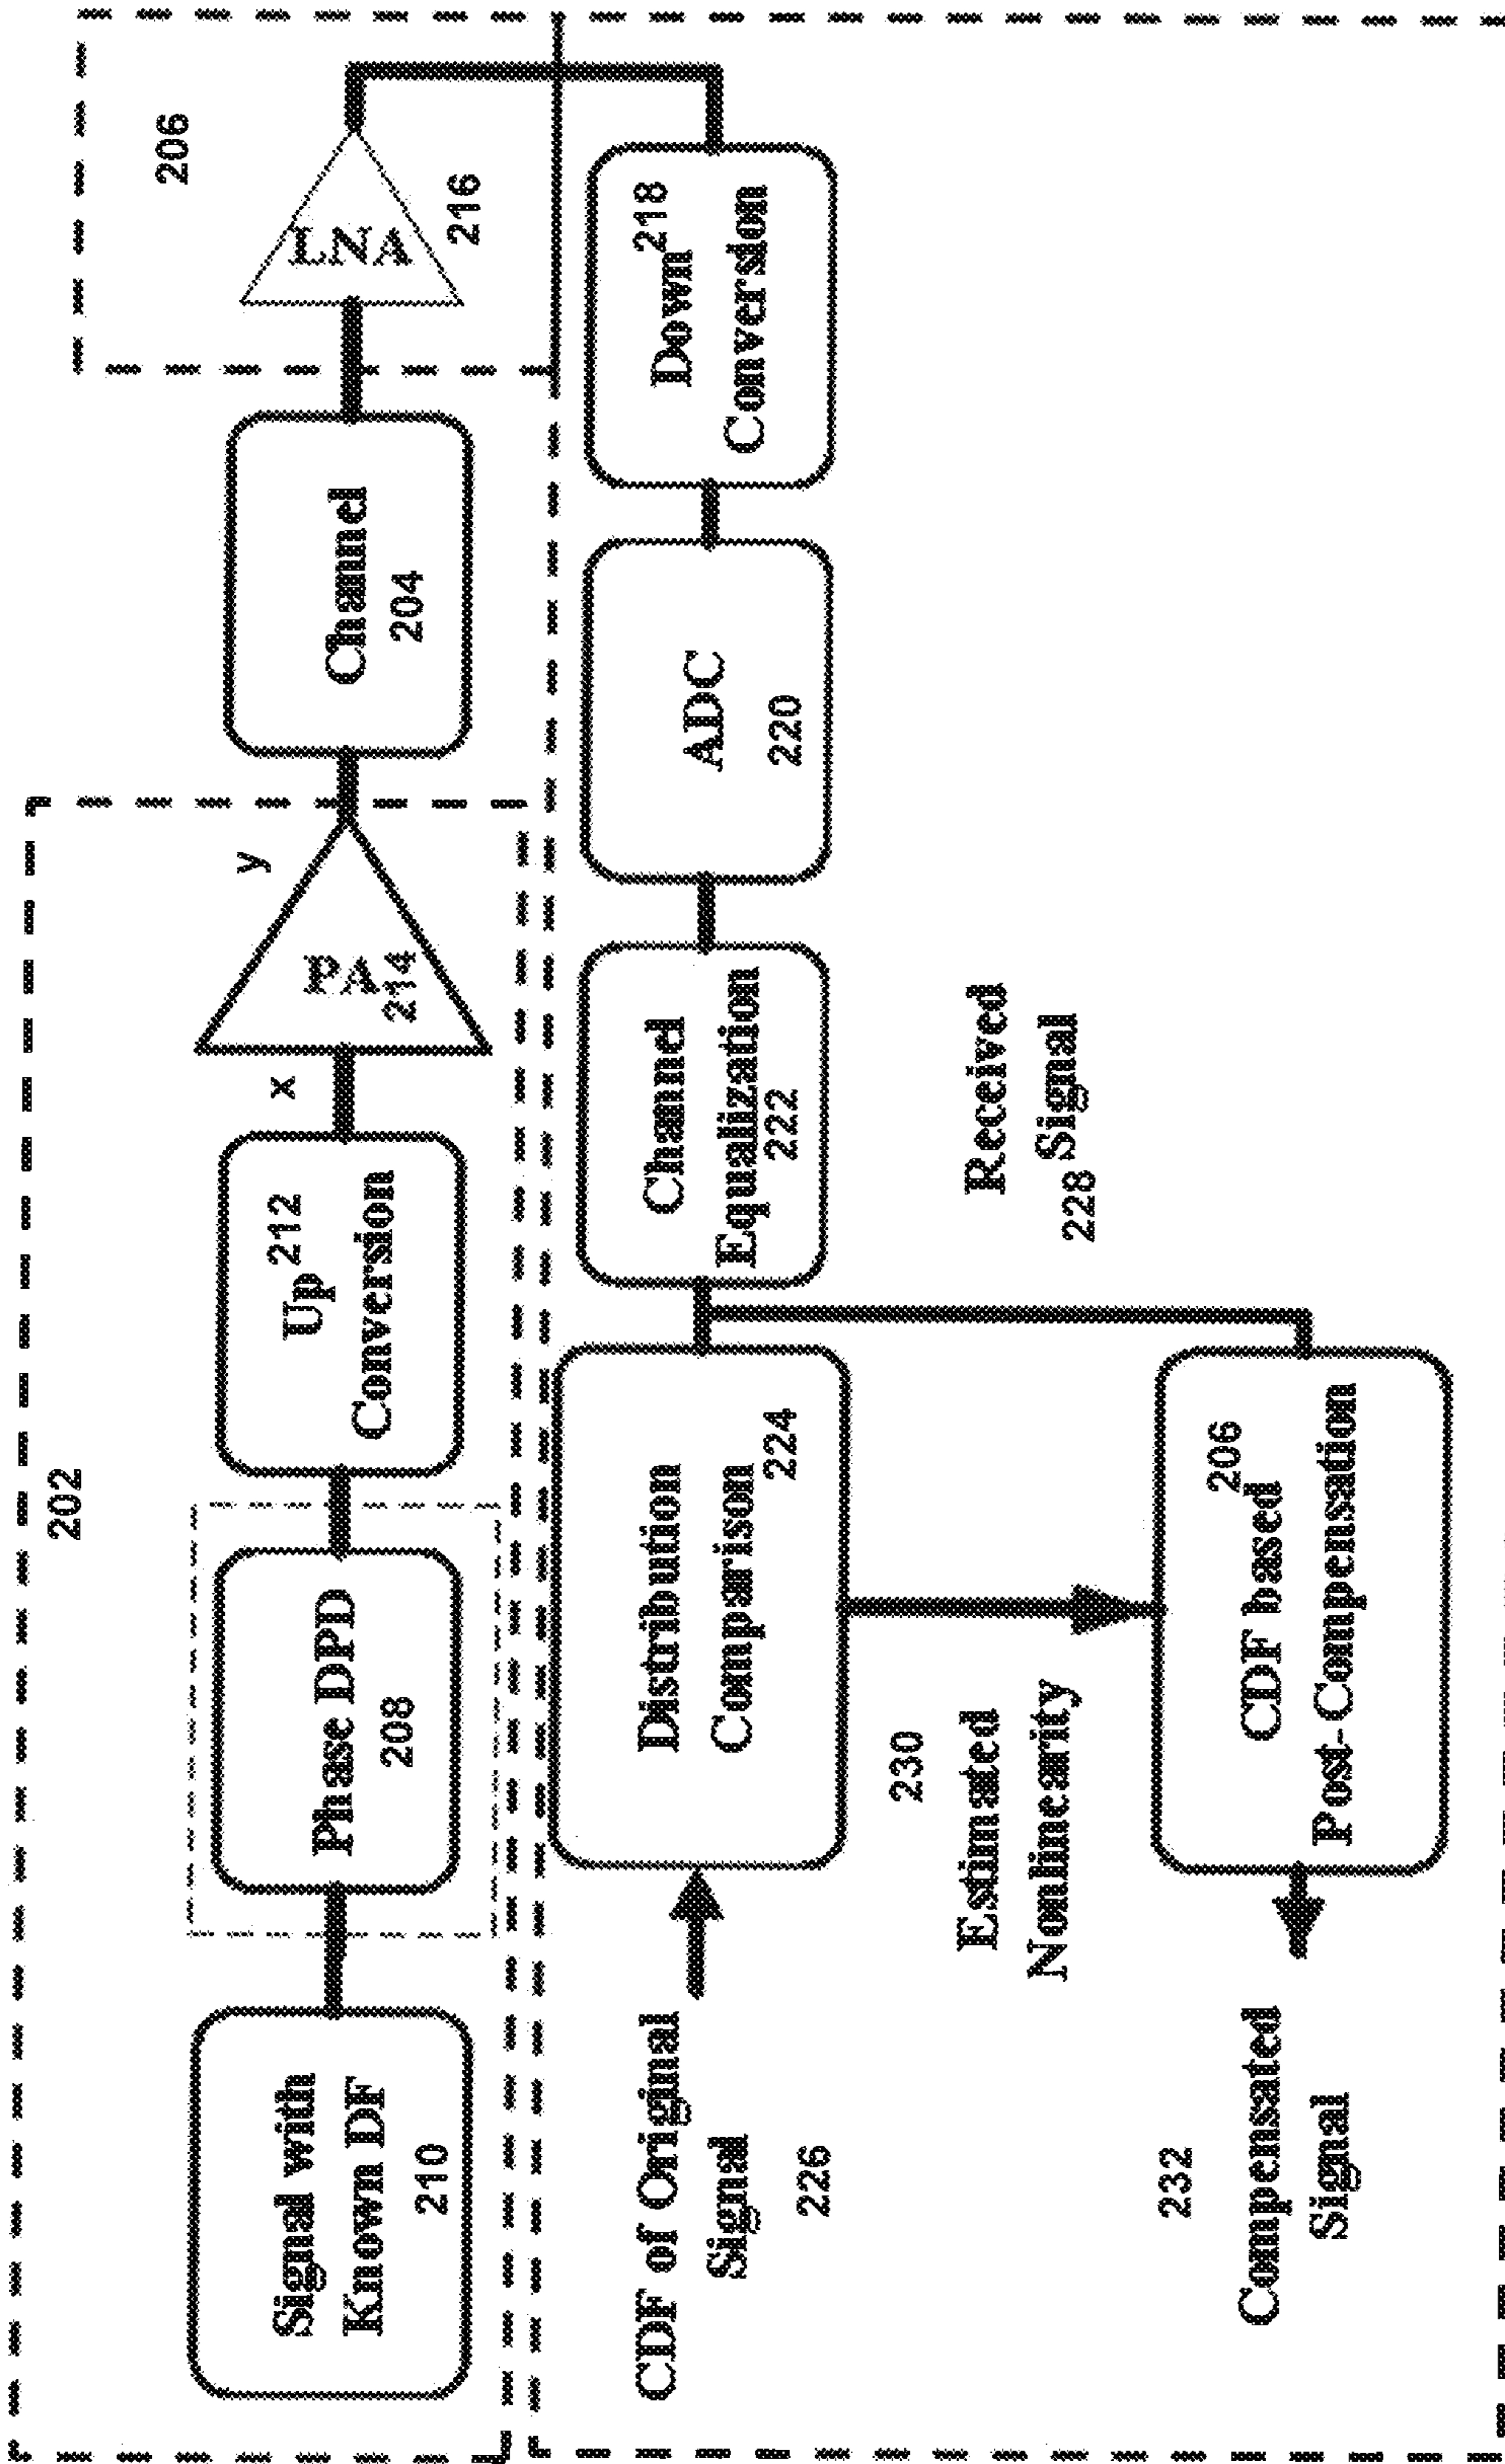 202
206
Signal with
Known DF
210
Phase DPD
208
Up 212
Conversion
x
PA
214
y
Channel
204
LNA
216
CDF of Original
Signal
226
Distribution
Comparison
224
Channel
Equalization
222
ADC
220
Down 218
Conversion
230
Estimated
Nonlinearity
Received
Signal
228
232
Compensated
Signal
206
CDF based
Post-Compensation